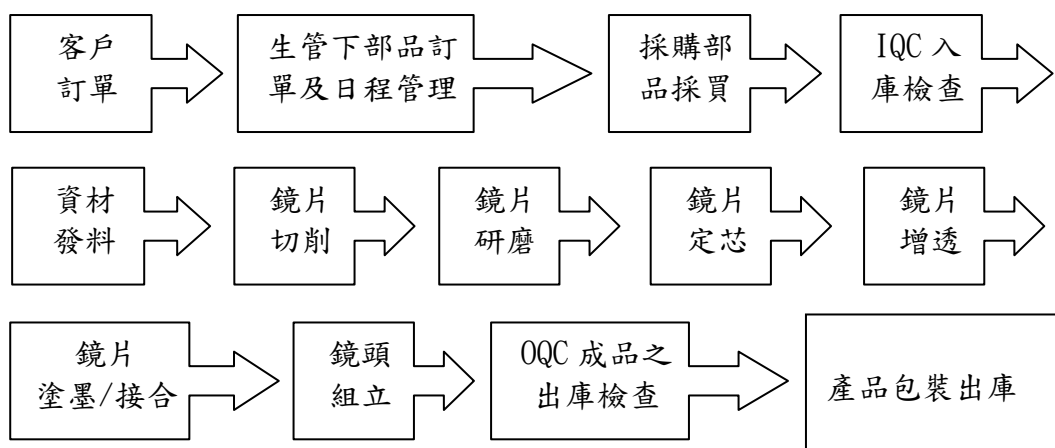 客戶
訂單
生管下部品訂
單及日程管理
採購部
品採買
IQC 入
庫檢查
資材
發料
鏡片
切削
鏡片
研磨
鏡片
定芯
鏡片
增透
鏡片
塗墨/接合
鏡頭
組立
OQC 成品之
出庫檢查
產品包裝出庫